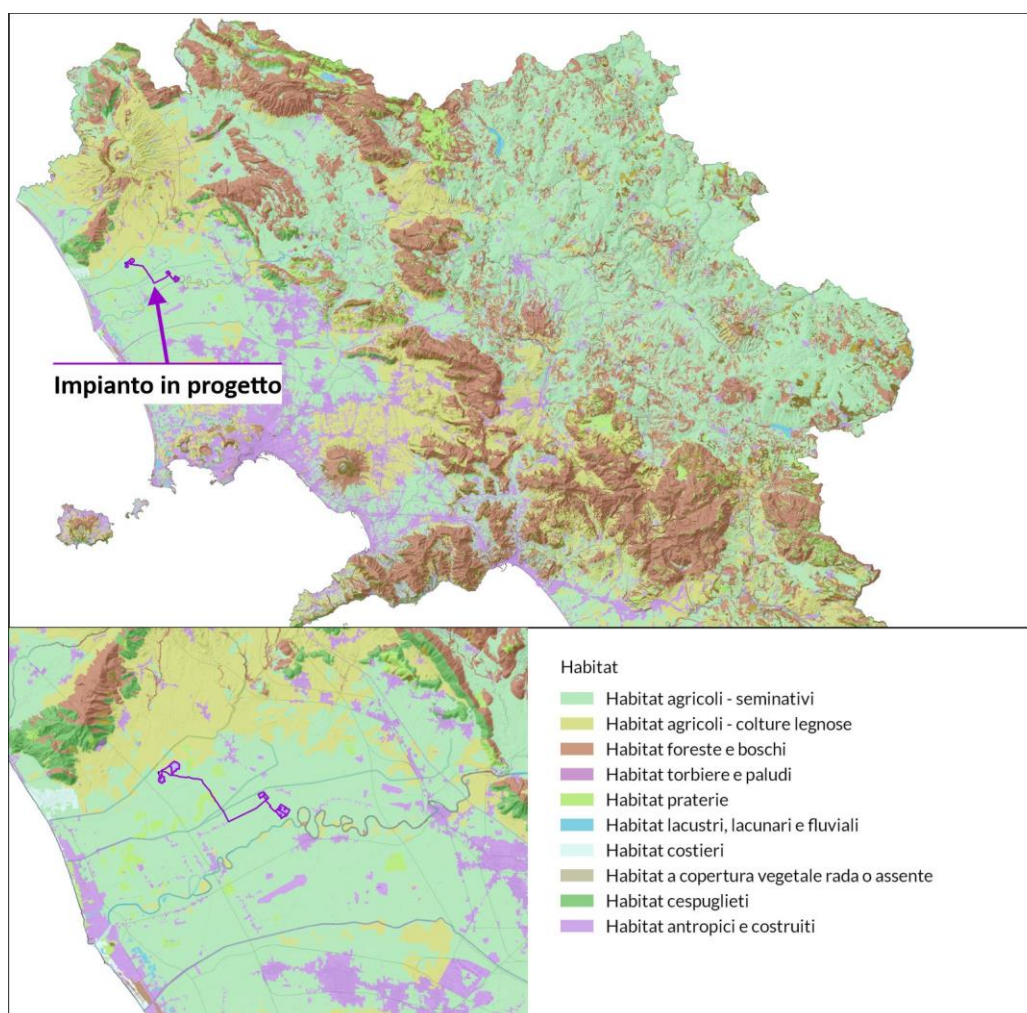 Impianto in progetto
Habitat
Habitat agricoli - seminativi
Habitat agricoli - colture legnose
Habitat foreste e boschi
Habitat torbiere e paludi
Habitat praterie
Habitat lacustri, lacunari e fluviali
Habitat costieri
Habitat a copertura vegetale rada o assente
Habitat cespuglieti
Habitat antropici e costruiti